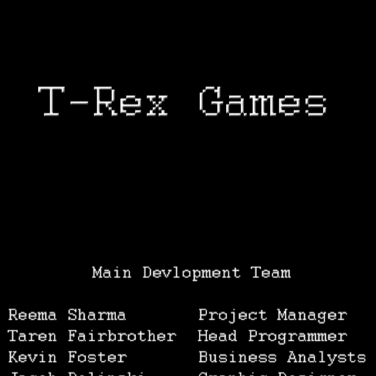 T-Rex Games
Main Devlopment Team
Reema Sharma Project Manager
Taren Fairbrother Head Programmer
Kevin Foster Business Analysts